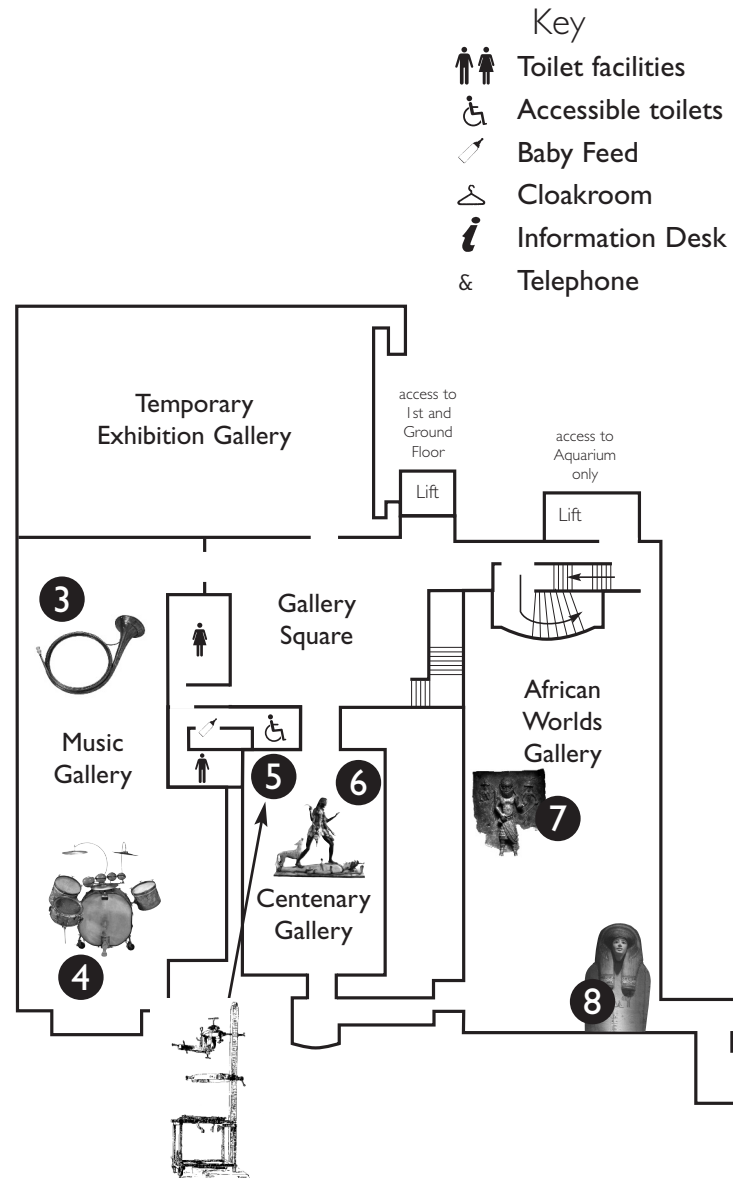 Key
Toilet facilities
Accessible toilets
Baby Feed
Cloakroom
i Information Desk
& Telephone
Temporary
Exhibition Gallery
access to
1st and
Ground
Floor
Lift
access to
Aquarium
only
Lift
3
Gallery
Square
African
Worlds
Gallery
Music
Gallery
5
6
7
Centenary
Gallery
4
8